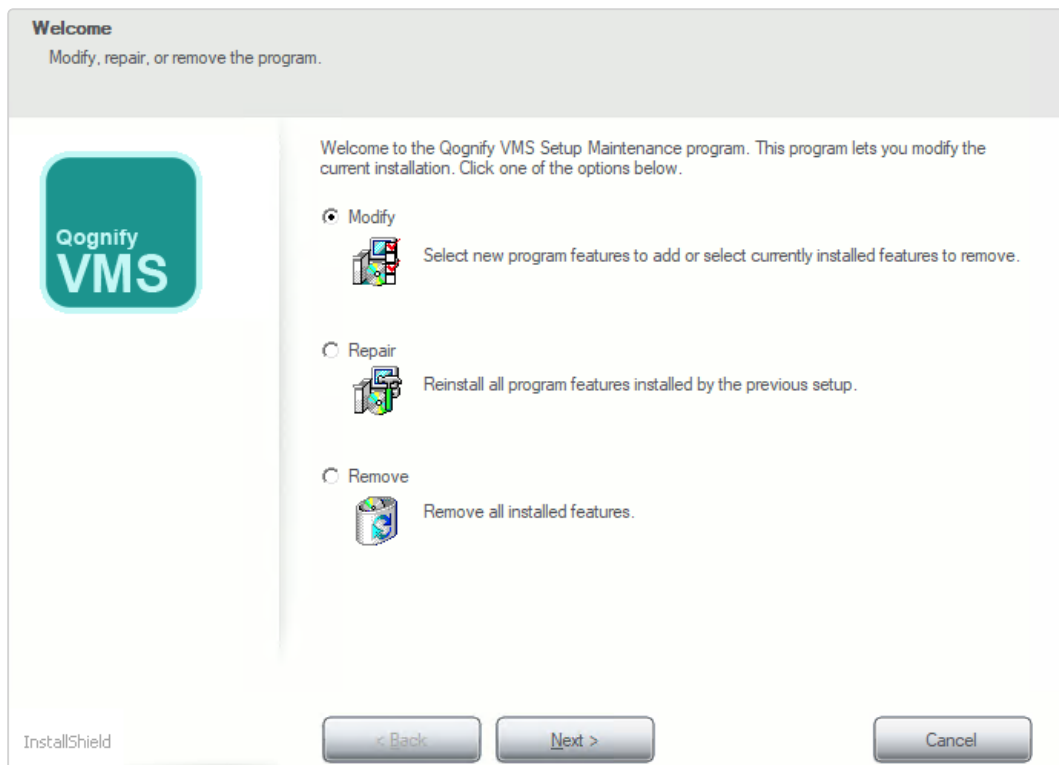 Welcome
Modify, repair, or remove the program.
Qognify
VMS
Welcome to the Qognify VMS Setup Maintenance program. This program lets you modify the
current installation. Click one of the options below.
Modify
Select new program features to add or select currently installed features to remove.
Repair
Reinstall all program features installed by the previous setup.
Remove
Remove all installed features.
InstallShield
< Back
Next >
Cancel